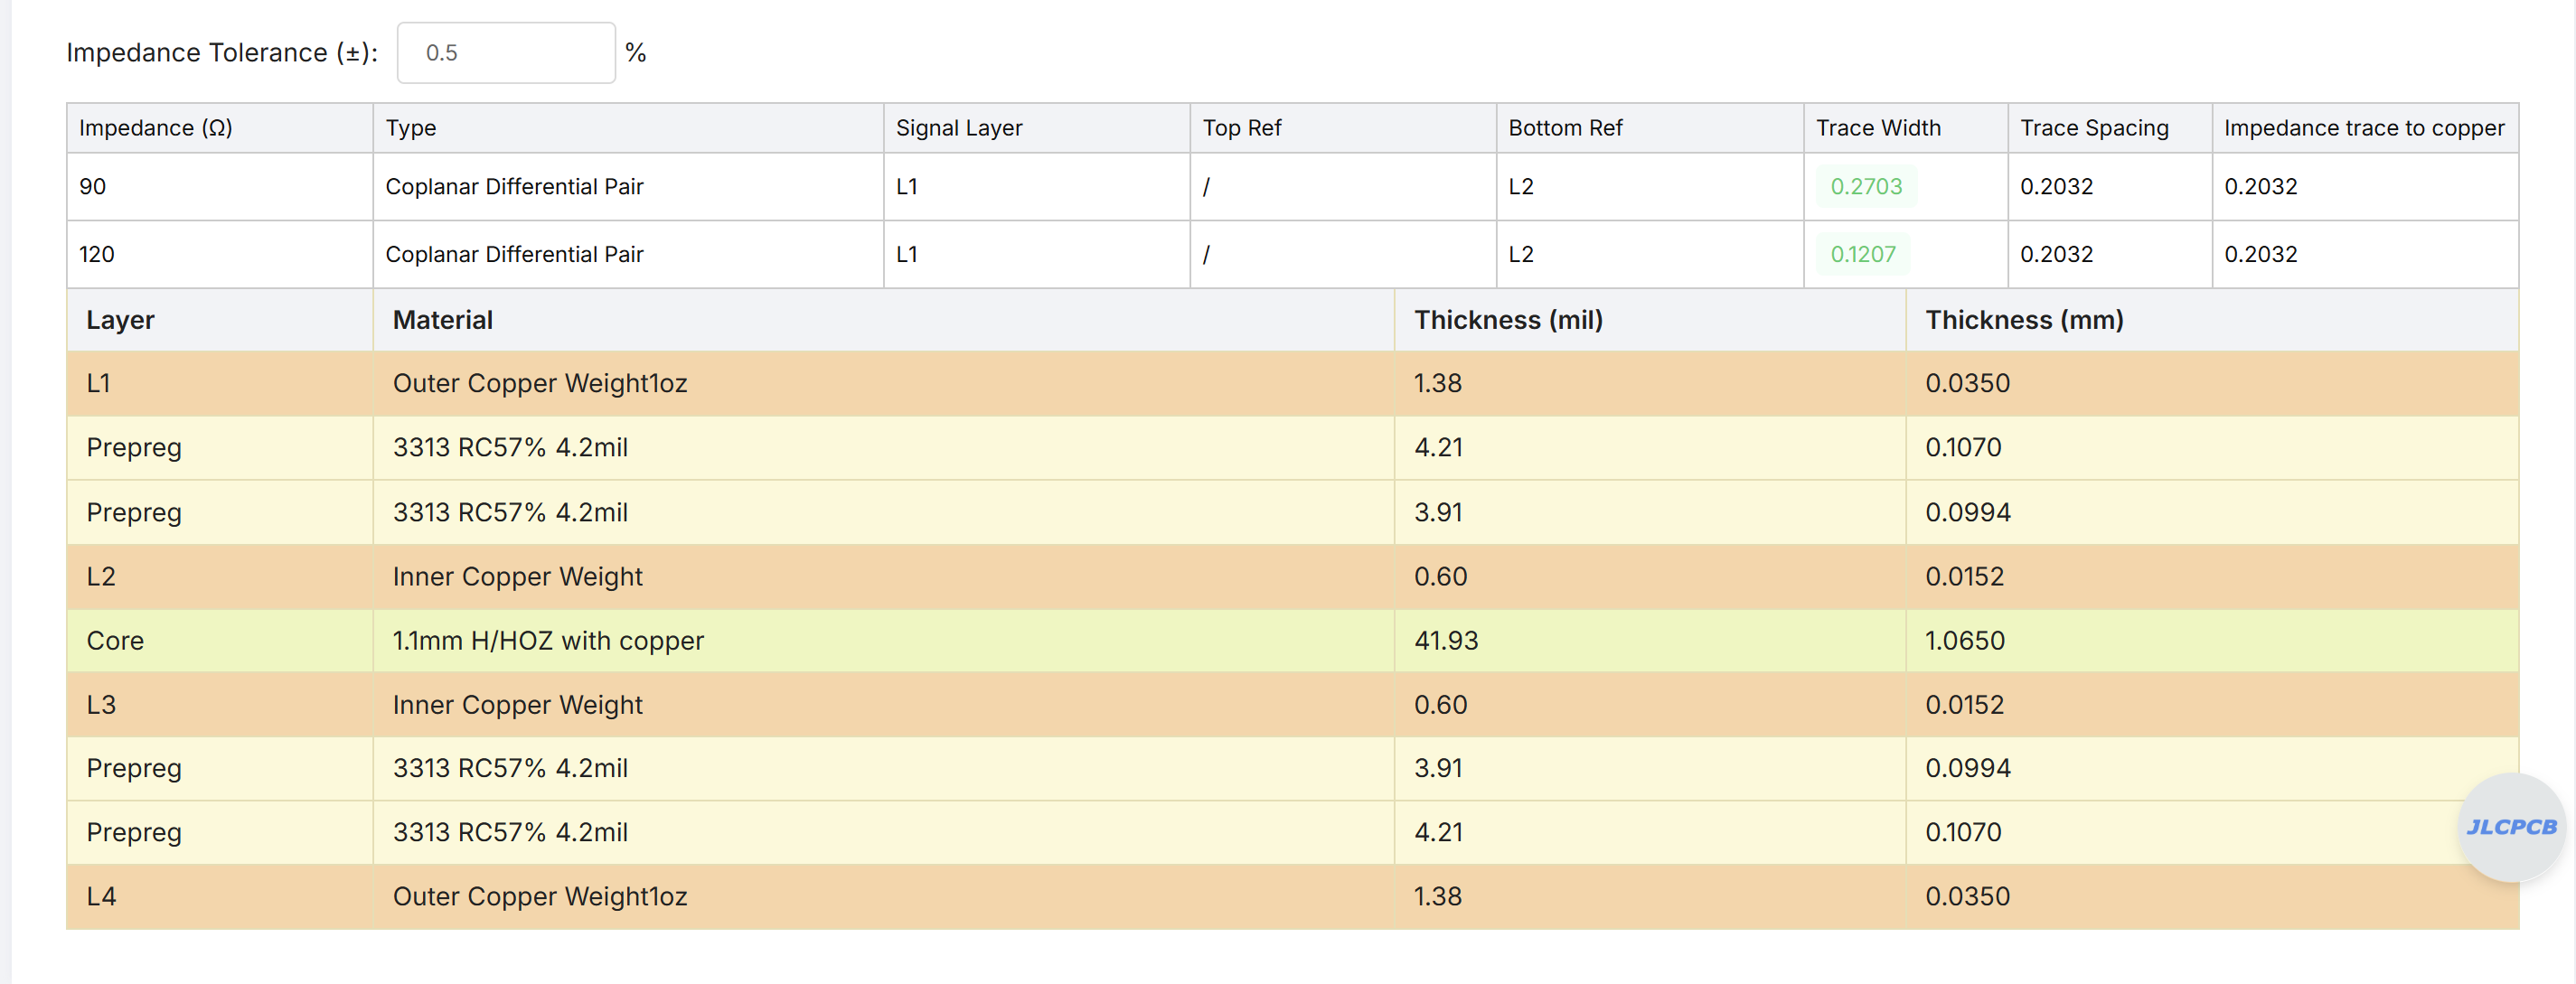 Impedance Tolerance (±): 0.5 %
Impedance (Ω) Type Signal Layer Top Ref Bottom Ref Trace Width Trace Spacing Impedance trace to copper
90 Coplanar Differential Pair L1 / L2 0.2703 0.2032 0.2032
120 Coplanar Differential Pair L1 / L2 0.1207 0.2032 0.2032
Layer Material Thickness (mil) Thickness (mm)
L1 Outer Copper Weight1oz 1.38 0.0350
Prepreg 3313 RC57% 4.2mil 4.21 0.1070
Prepreg 3313 RC57% 4.2mil 3.91 0.0994
L2 Inner Copper Weight 0.60 0.0152
Core 1.1mm H/HOZ with copper 41.93 1.0650
L3 Inner Copper Weight 0.60 0.0152
Prepreg 3313 RC57% 4.2mil 3.91 0.0994
Prepreg 3313 RC57% 4.2mil 4.21 0.1070
JLCPCB
L4 Outer Copper Weight1oz 1.38 0.0350